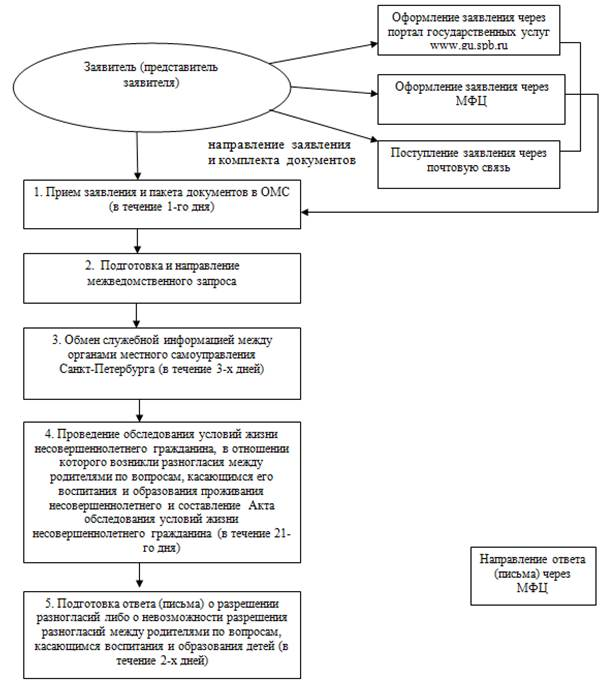 Оформление заявления через
портал государственных услуг
www.gu.spb.ru
Заявитель (представитель
заявителя)
Оформление заявления через
МФЦ
направление заявления
и комплекта документов
Поступление заявления через
почтовую связь
1. Прием заявления и пакета документов в ОМС
(в течение 1-го дня)
2. Подготовка и направление
межведомственного запроса
3. Обмен служебной информацией между
органами местного самоуправления
Санкт-Петербурга (в течение 3-х дней)
4. Проведение обследования условий жизни
несовершеннолетнего гражданина, в отношении
которого возникли разногласия между
родителями по вопросам, касающимся его
воспитания и образования проживания
несовершеннолетнего и составление Акта
обследования условий жизни
несовершеннолетнего гражданина (в течение 21-
го дня)
Направление ответа
(письма) через
МФЦ
5. Подготовка ответа (письма) о разрешении
разногласий либо о невозможности разрешения
разногласий между родителями по вопросам,
касающимся воспитания и образования детей (в
течение 2-х дней)